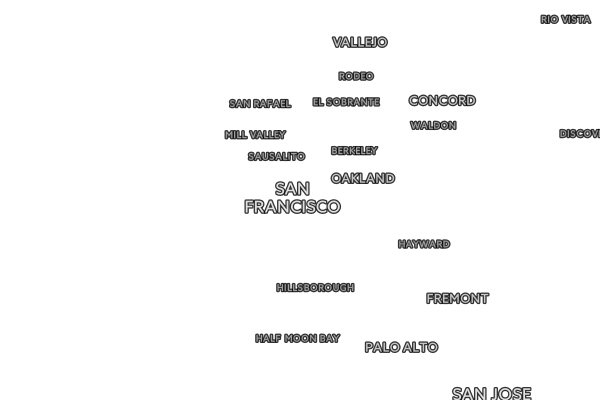 RIO VISTA
VALLEJO
RODEO
SAN RAFAEL
EL SOBRANTE
CONCORD
WALDON
MILL VALLEY
DISCOV
BERKELEY
SAUSALITO
OAKLAND
SAN
FRANCISCO
HAYWARD
HILLSBOROUGH
FREMONT
HALF MOON BAY
PALO ALTO
SAN JOSE